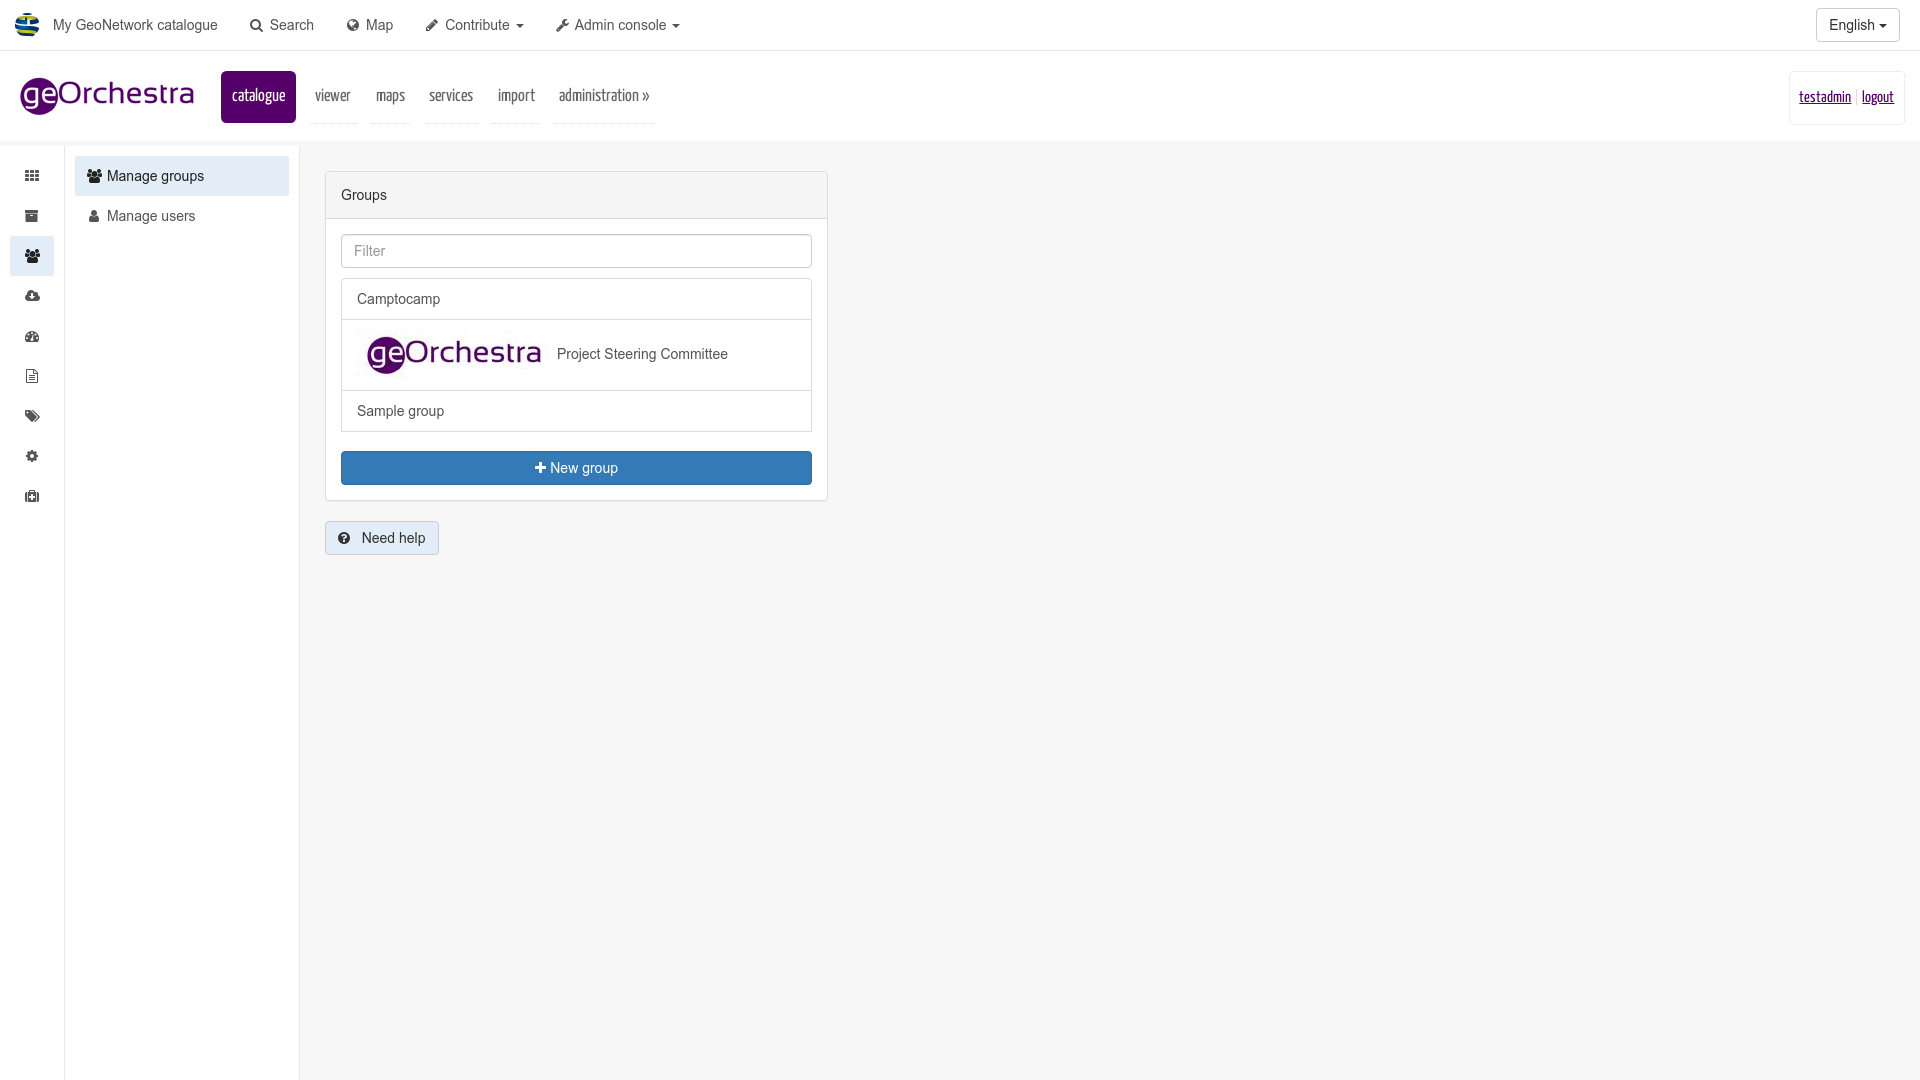 My GeoNetwork catalogue Search Map Contribute Admin console English
geOrchestra catalogue viewer maps services import administration » testadmin logout
Manage groups
Manage users
Groups
Filter
Camptocamp
geOrchestra Project Steering Committee
Sample group
New group
Need help